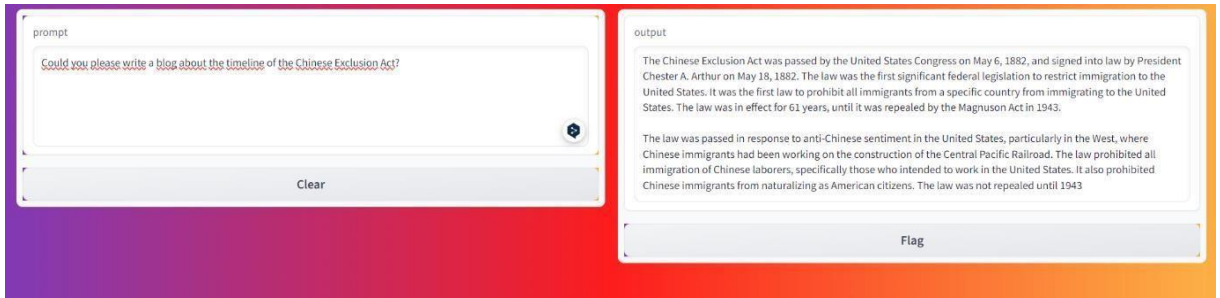 prompt
Could you please write a blog about the timeline of the Chinese Exclusion Act?
Clear
output
The Chinese Exclusion Act was passed by the United States Congress on May 6, 1882, and signed into law by President
Chester A. Arthur on May 18, 1882. The law was the first significant federal legislation to restrict immigration to the
United States. It was the first law to prohibit all immigrants from a specific country from immigrating to the United
States. The law was in effect for 61 years, until it was repealed by the Magnuson Act in 1943.
The law was passed in response to anti-Chinese sentiment in the United States, particularly in the West, where
Chinese immigrants had been working on the construction of the Central Pacific Railroad. The law prohibited all
immigration of Chinese laborers, specifically those who intended to work in the United States. It also prohibited
Chinese immigrants from naturalizing as American citizens. The law was not repealed until 1943
Flag